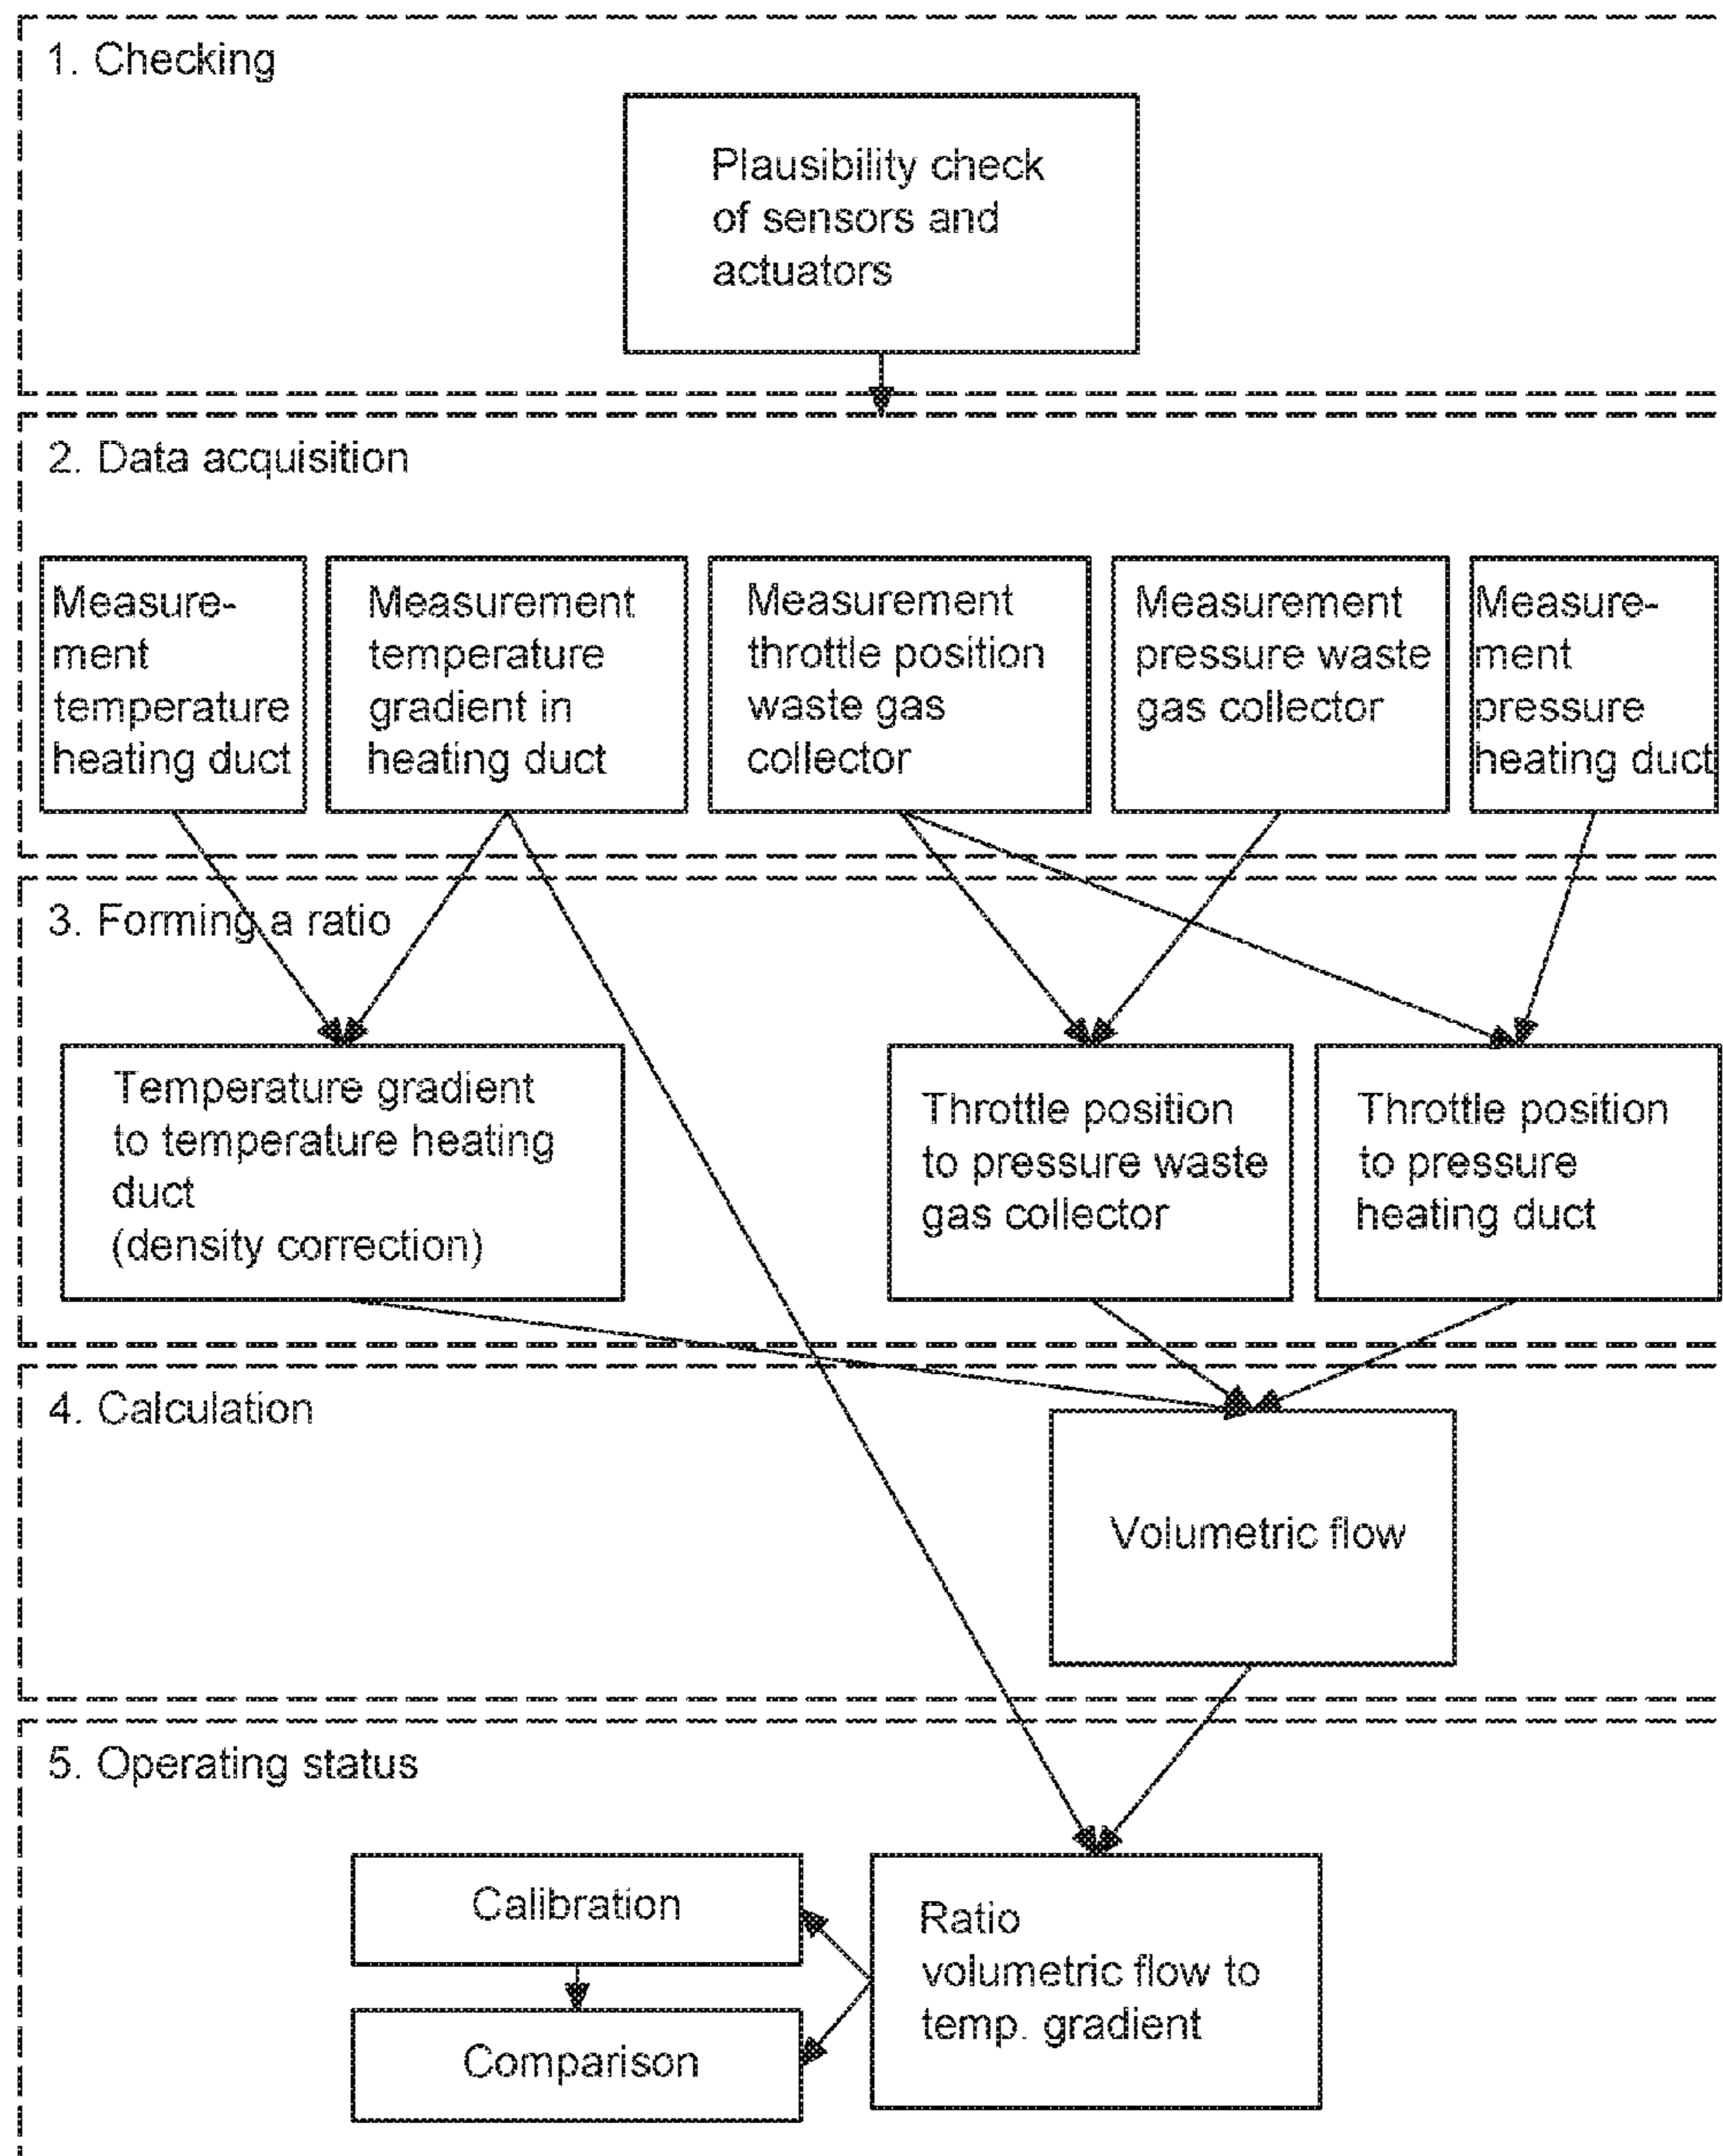 1. Checking
Plausibility check
of sensors and
actuators
2. Data acquisition
Measure-
ment
temperature
heating duct
Measurement
temperature
gradient in
heating duct
Measurement
throttle position
waste gas
collector
Measurement
pressure waste
gas collector
Measure-
ment
pressure
heating duct
3. Forming a ratio
Temperature gradient
to temperature heating
duct
(density correction)
Throttle position
to pressure waste
gas collector
Throttle position
to pressure
heating duct
4. Calculation
Volumetric flow
5. Operating status
Calibration
Comparison
Ratio
volumetric flow to
temp. gradient